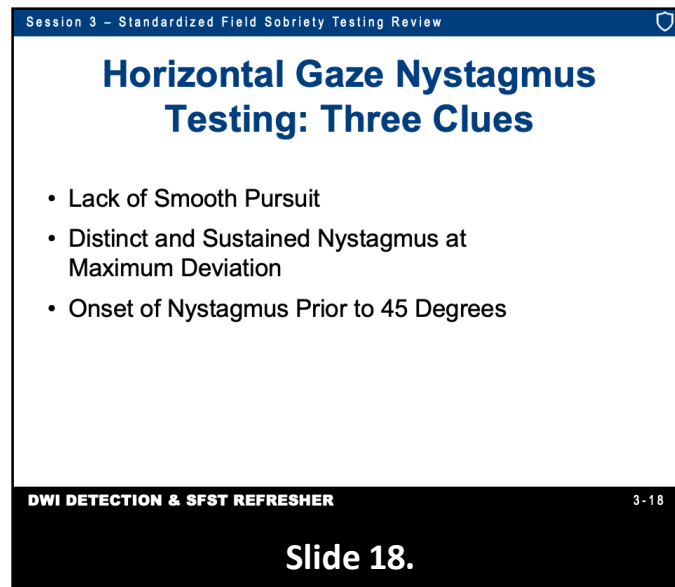 Session 3 – Standardized Field Sobriety Testing Review
Horizontal Gaze Nystagmus
Testing: Three Clues
• Lack of Smooth Pursuit
• Distinct and Sustained Nystagmus at
Maximum Deviation
• Onset of Nystagmus Prior to 45 Degrees
DWI DETECTION & SFST REFRESHER 3-18
Slide 18.